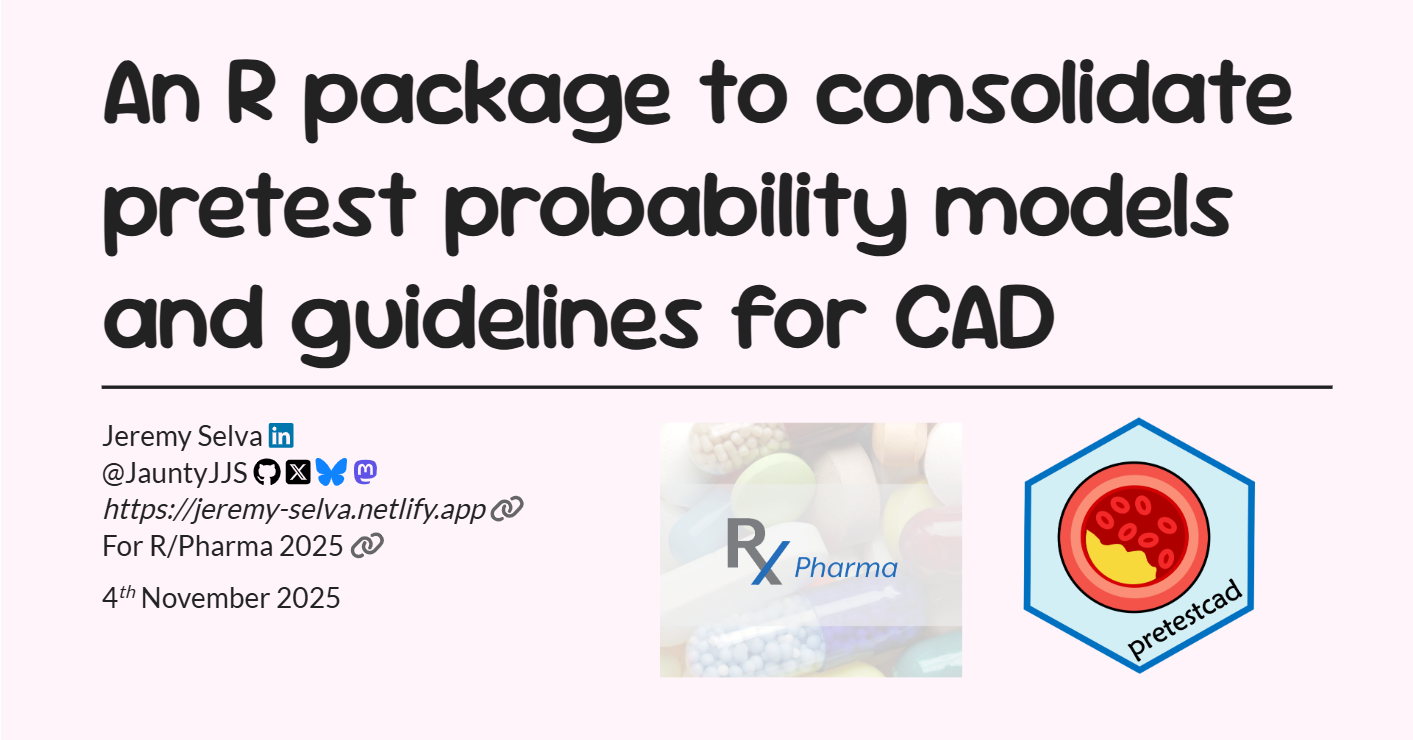 An R package to consolidate
pretest probability models
and guidelines for CAD
Jeremy Selva
@JauntyJJS
https://jeremy-selva.netlify.app
For R/Pharma 2025
4th November 2025
Rx Pharma
pretestcad